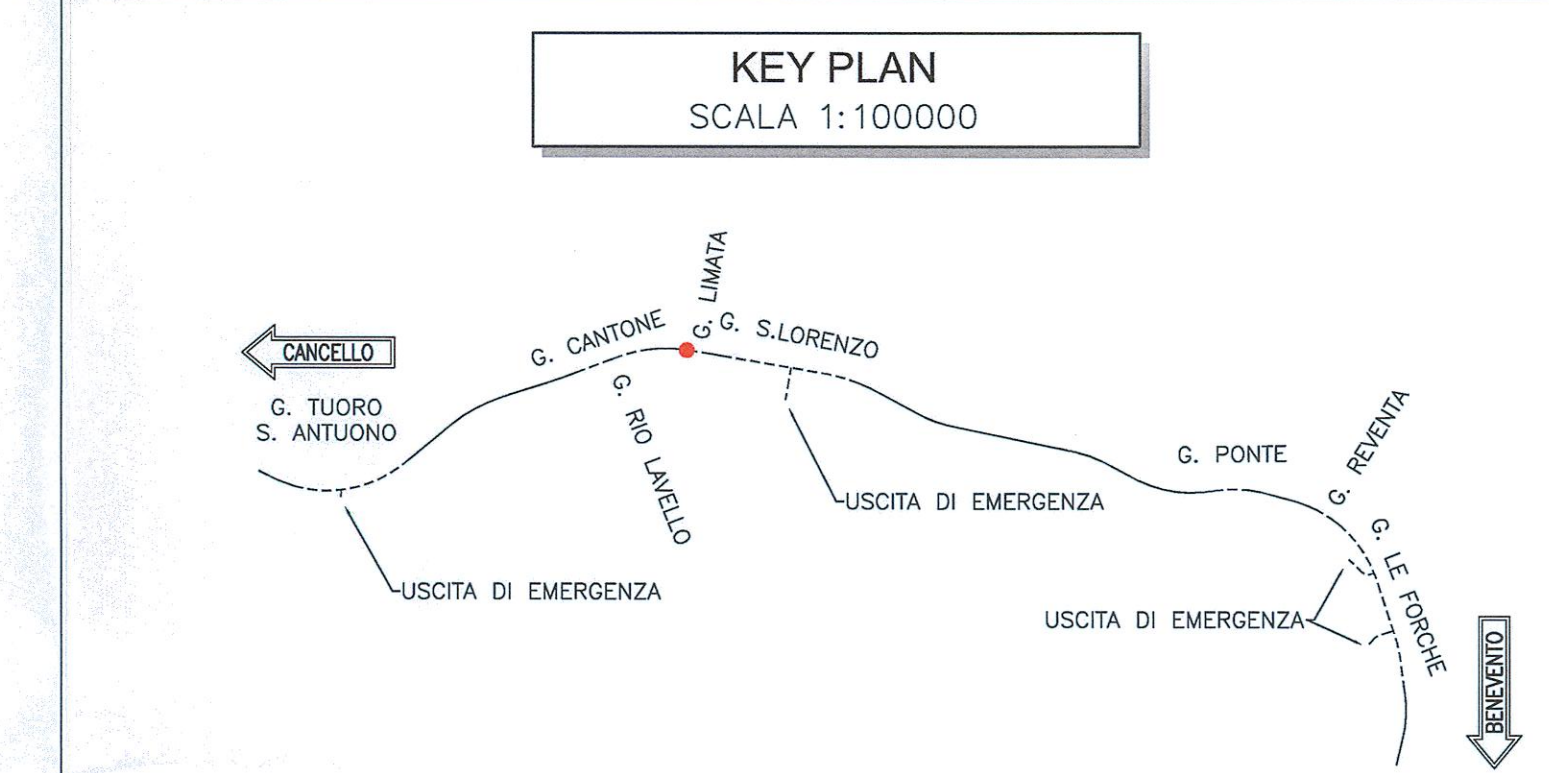 KEY PLAN
SCALA 1:100000
G. LIMATA
G. CANTONE
G. S.LORENZO
CANCELLO
G. TUORO
S. ANTUONO
G. RIO LAVELLO
G. REVENTA
G. PONTE
USCITA DI EMERGENZA
G. LE FORCHE
USCITA DI EMERGENZA
USCITA DI EMERGENZA
BENEVENTO